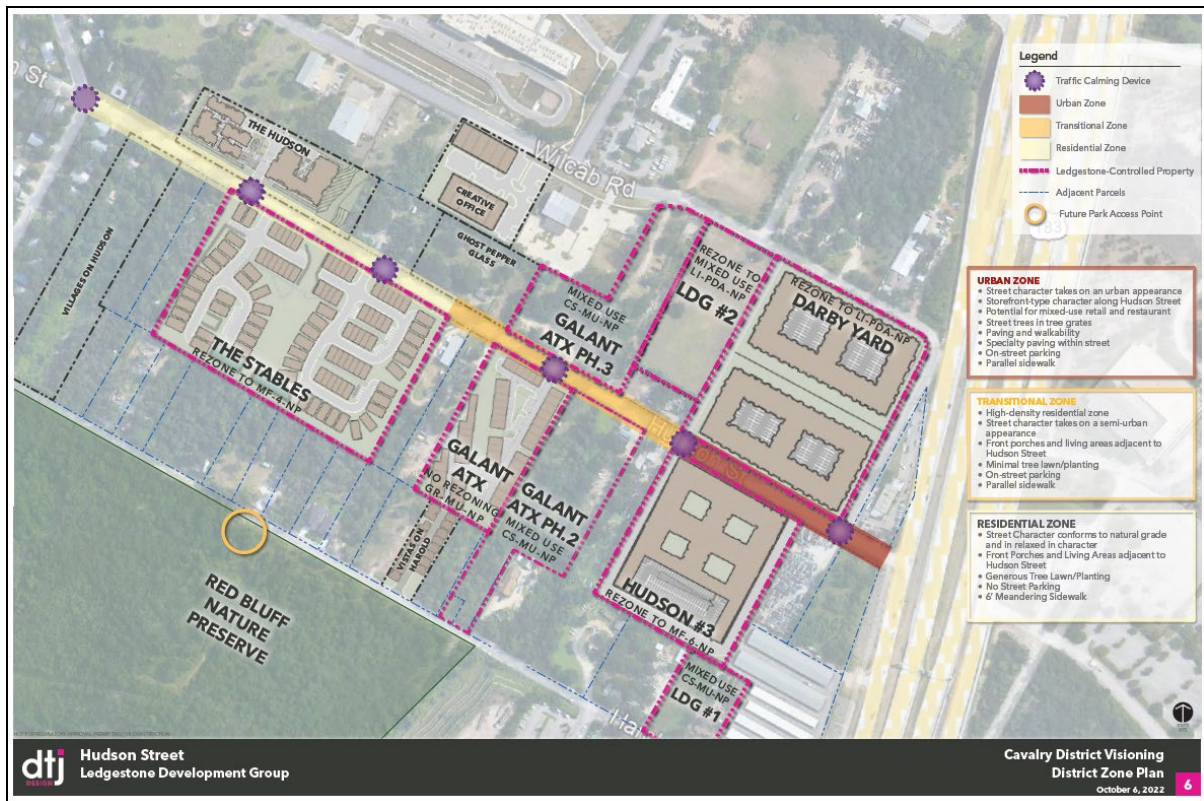 n St
THE HUDSON
Wilcab Rd
CREATIVE
OFFICE
GHOST PEPPER
GLASS
VILLAGES ON HUDSON
THE STABLES
REZONE TO MF-4-NP
MIXED USE
CS-MU-NP
GALANT
ATX PH.3
REZONE TO
MIXED USE
LI-PDA-NP
LDG #2
REZONE TO LI-PDA-NP
DARBY YARD
GALANT
ATX
NO REZONING
GR-MU-NP
GALANT
ATX PH.2
MIXED USE
CS-MU-NP
VISTAS ON
HAROLD
HUDSON #3
REZONE TO MF-6-NP
MIXED USE
CS-MU-NP
LDG #1
Ha
RED BLUFF
NATURE
PRESERVE
183
Legend
Traffic Calming Device
Urban Zone
Transitional Zone
Residential Zone
Ledgestone-Controlled Property
Adjacent Parcels
Future Park Access Point
URBAN ZONE
• Street character takes on an urban appearance
• Storefront-type character along Hudson Street
• Potential for mixed-use retail and restaurant
• Street trees in tree grates
• Paving and walkability
• Specialty paving within street
• On-street parking
• Parallel sidewalk
TRANSITIONAL ZONE
• High-density residential zone
• Street character takes on a semi-urban
appearance
• Front porches and living areas adjacent to
Hudson Street
• Minimal tree lawn/planting
• On-street parking
• Parallel sidewalk
RESIDENTIAL ZONE
• Street Character conforms to natural grade
and in relaxed in character
• Front Porches and Living Areas adjacent to
Hudson Street
• Generous Tree Lawn/Planting
• No Street Parking
• 6' Meandering Sidewalk
dtj
DESIGN
Hudson Street
Ledgestone Development Group
Cavalry District Visioning
District Zone Plan
October 6, 2022
6